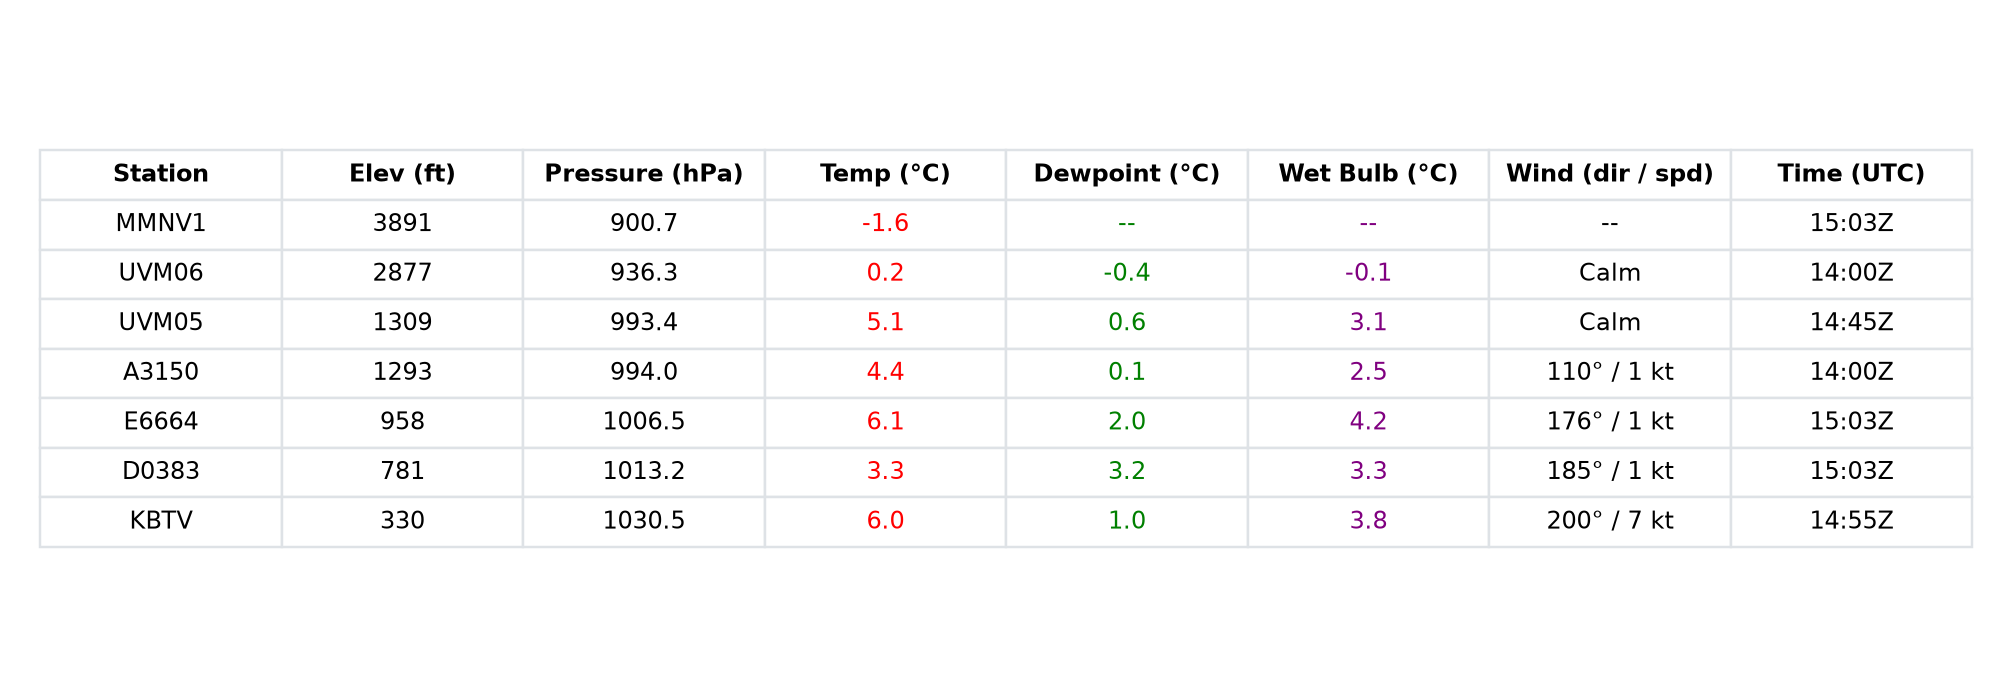 Station Elev (ft) Pressure (hPa) Temp (°C) Dewpoint (°C) Wet Bulb (°C) Wind (dir / spd) Time (UTC)
MMNV1 3891 900.7 -1.6 -- -- -- 15:03Z
UVM06 2877 936.3 0.2 -0.4 -0.1 Calm 14:00Z
UVM05 1309 993.4 5.1 0.6 3.1 Calm 14:45Z
A3150 1293 994.0 4.4 0.1 2.5 110° / 1 kt 14:00Z
E6664 958 1006.5 6.1 2.0 4.2 176° / 1 kt 15:03Z
D0383 781 1013.2 3.3 3.2 3.3 185° / 1 kt 15:03Z
KBTV 330 1030.5 6.0 1.0 3.8 200° / 7 kt 14:55Z